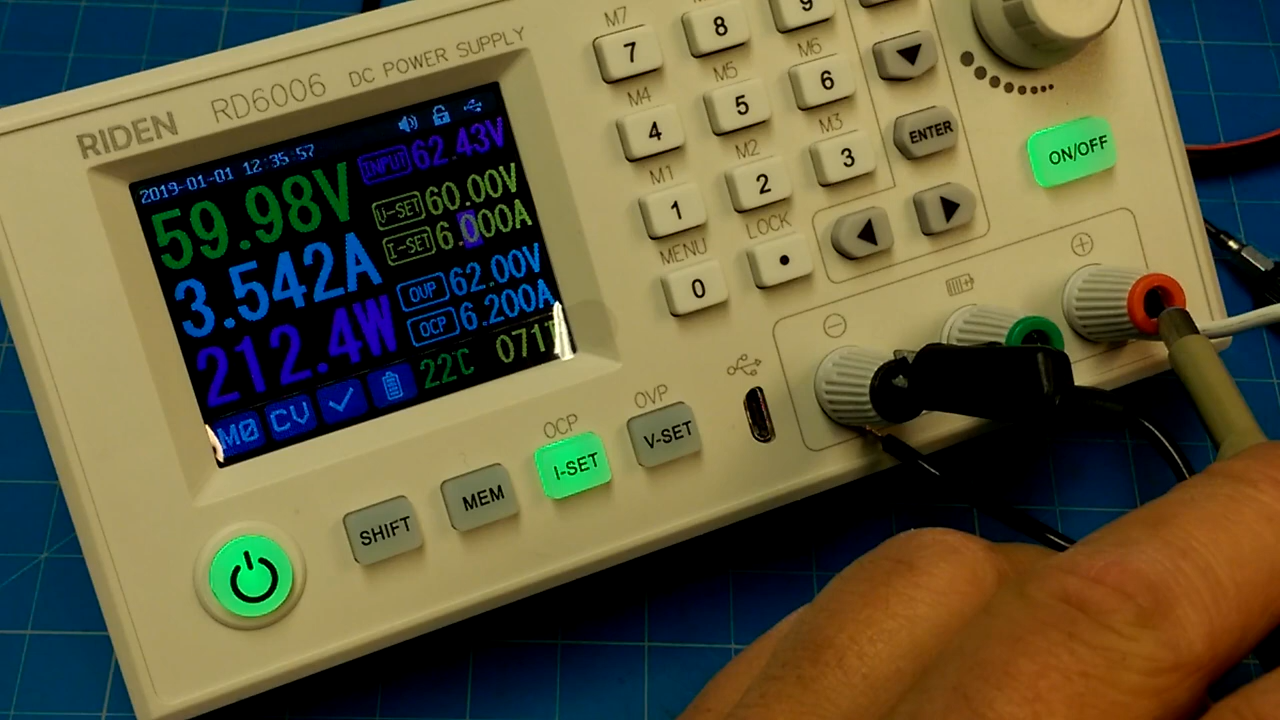 RIDEN RD6006 DC POWER SUPPLY
2019-01-01 12:35:57
INPUT 62.43V
59.98V
V-SET 60.00V
I-SET 6.000A
3.542A
OVP 62.00V
OCP 6.200A
212.4W
M0 CV 22℃
M7
7
8
9
M4
4
M5
5
M6
6
M1
1
M2
2
M3
3
ENTER
MENU
0
LOCK
ON/OFF
OCP
I-SET
OVP
V-SET
SHIFT
MEM